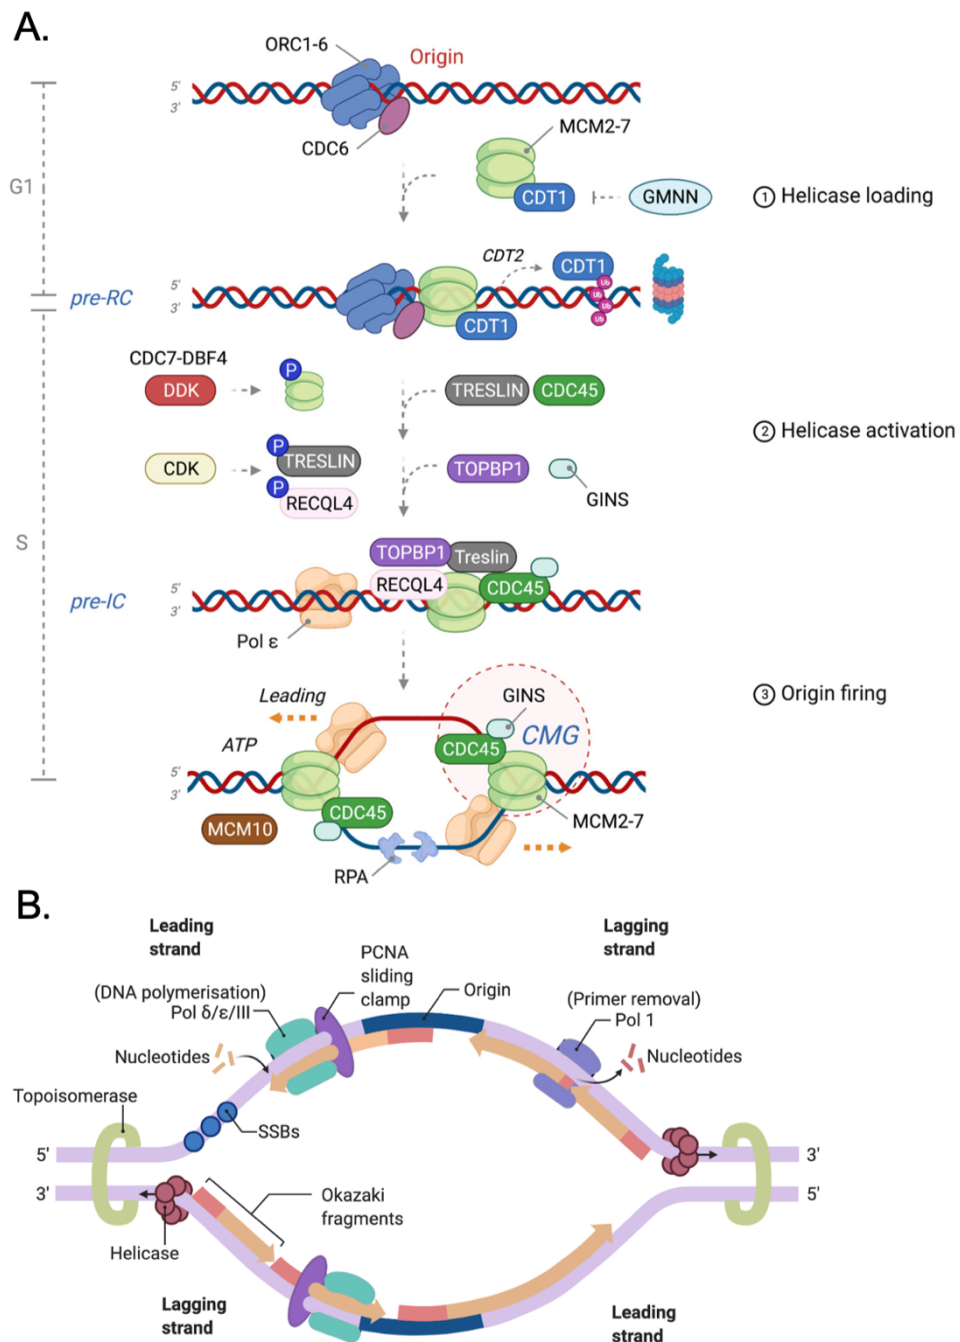 A.
ORC1-6
Origin
5'
3'
CDC6
MCM2-7
G1
CDT1
GMNN
1 Helicase loading
CDT2
CDT1
Ub
Ub
Ub
Ub
pre-RC
5'
3'
CDT1
CDC7-DBF4
DDK
P
TRESLIN
CDC45
2 Helicase activation
CDK
P
TRESLIN
P
RECQL4
TOPBP1
GINS
S
TOPBP1
Treslin
RECQL4
CDC45
pre-IC
5'
3'
Pol ε
3 Origin firing
Leading
GINS
CMG
ATP
CDC45
5'
3'
CDC45
MCM10
MCM2-7
RPA
B.
Leading
strand
Lagging
strand
PCNA
sliding
clamp
(DNA polymerisation)
Pol δ/ε/III
Origin
(Primer removal)
Pol 1
Nucleotides
Nucleotides
Topoisomerase
SSBs
5'
3'
3'
5'
Okazaki
fragments
Helicase
Lagging
strand
Leading
strand